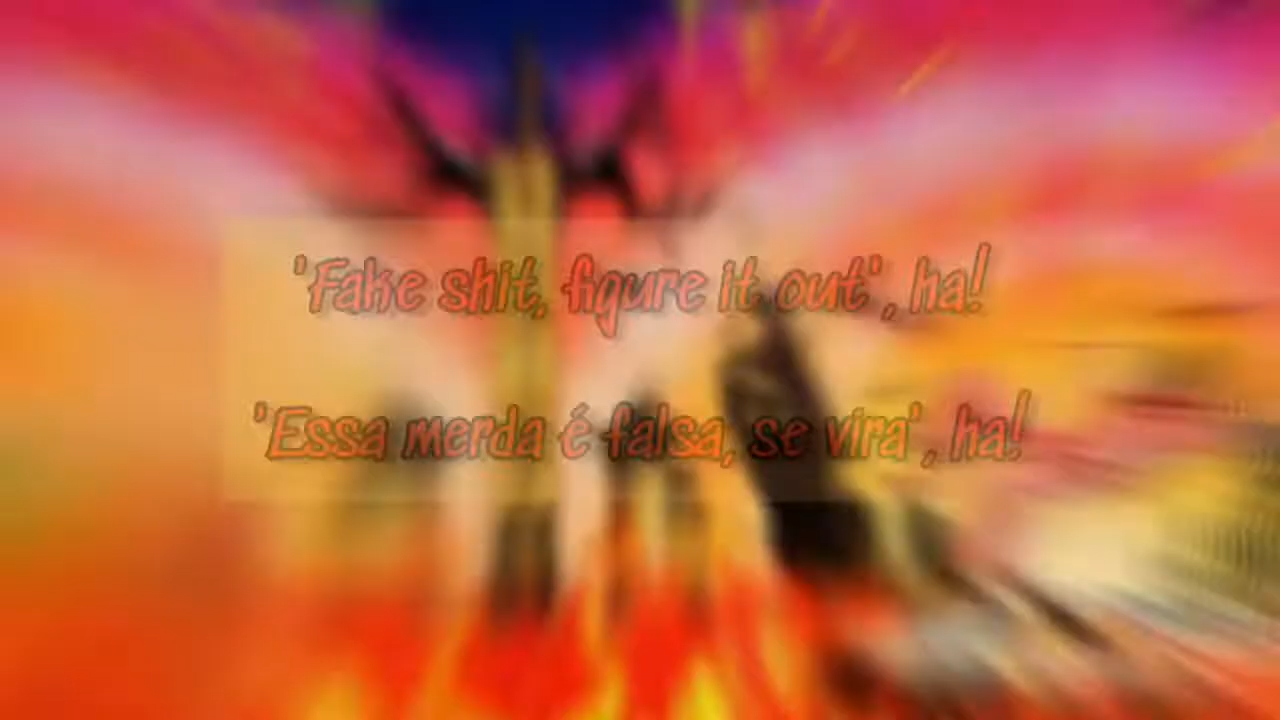 'Fake shit, figure it out', ha!
'Essa merda é falsa, se vira', ha!